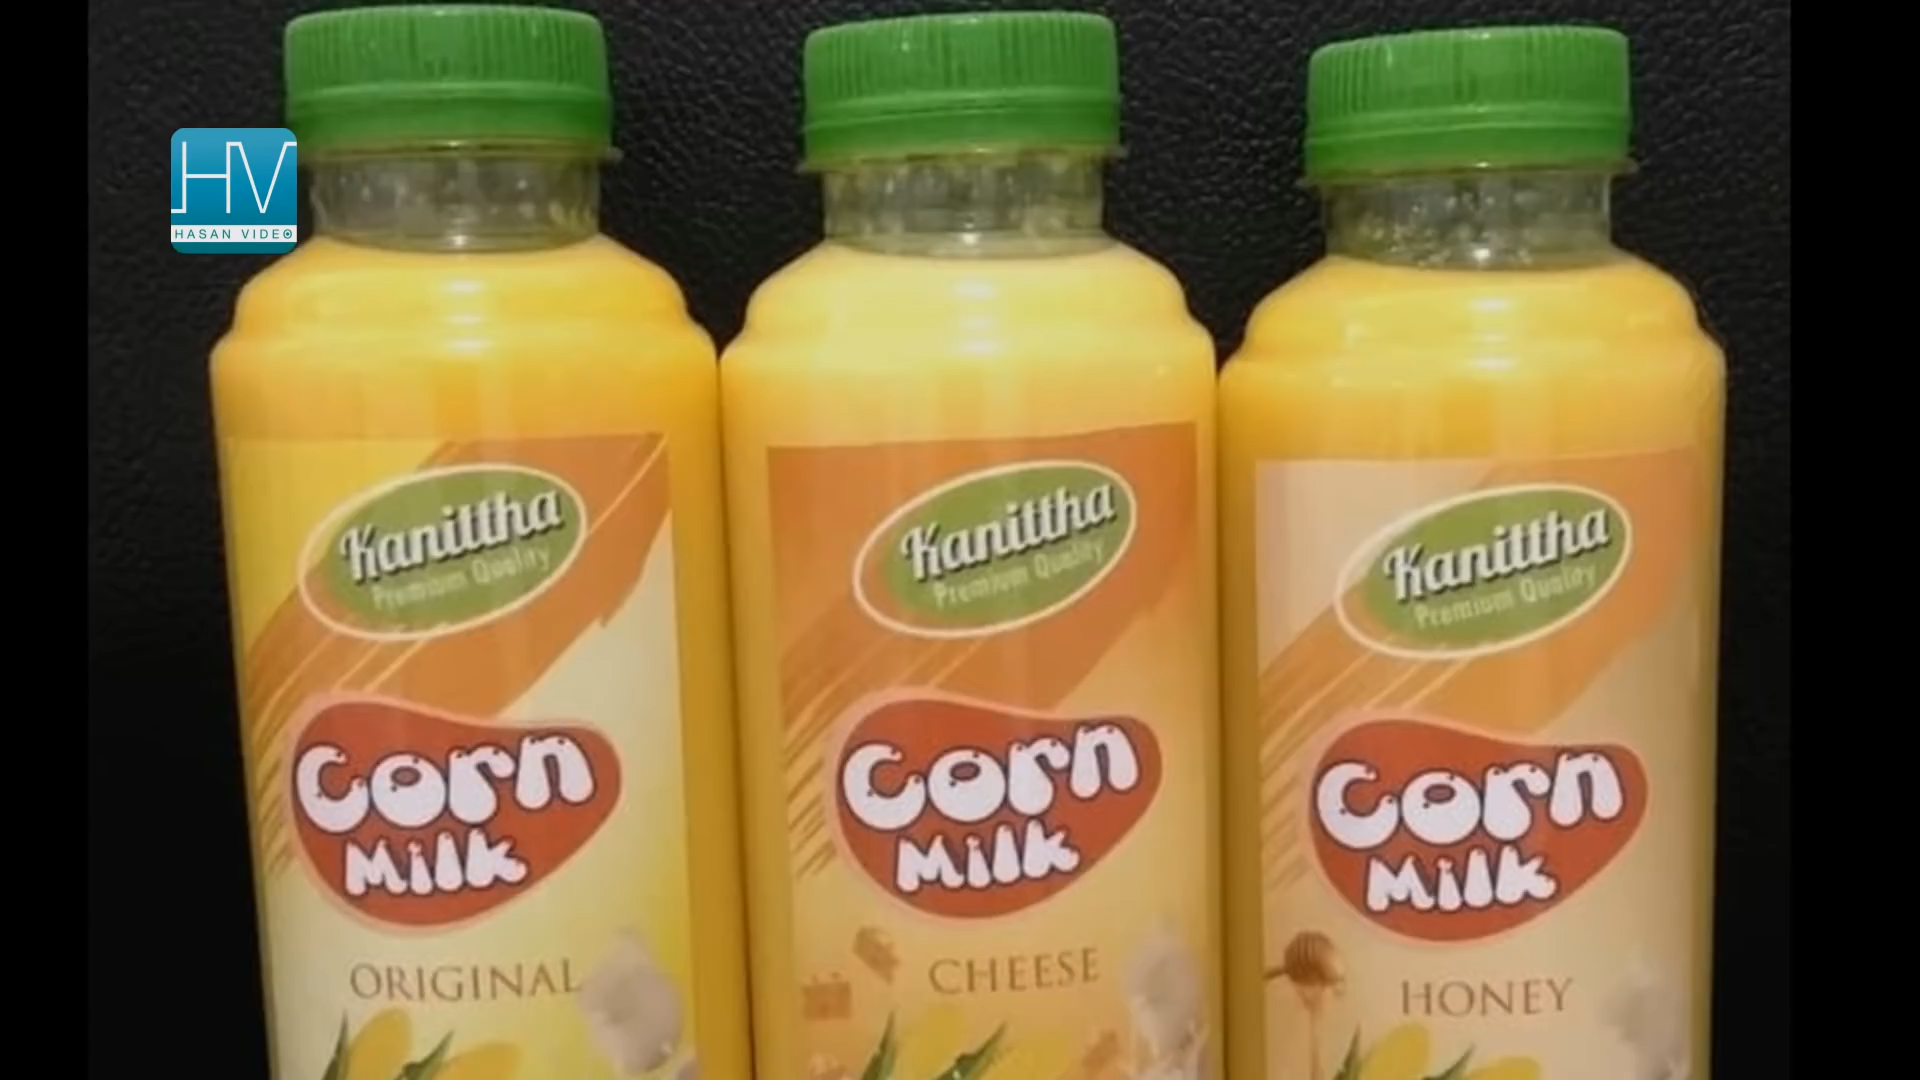 HV
HASAN VIDEO
Kanittha
Premium Quality
Corn
Milk
ORIGINAL
Kanittha
Premium Quality
Corn
Milk
CHEESE
Kanittha
Premium Quality
Corn
Milk
HONEY